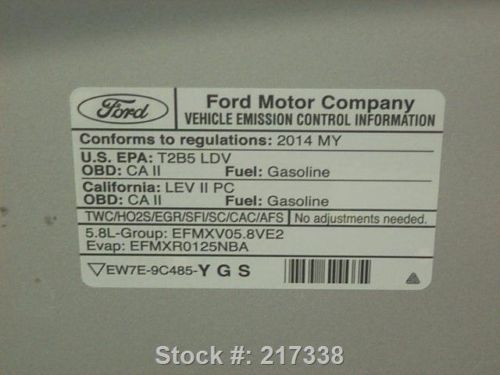 Ford
Ford Motor Company
VEHICLE EMISSION CONTROL INFORMATION
Conforms to regulations: 2014 MY
U.S. EPA: T2B5 LDV
OBD: CA II Fuel: Gasoline
California: LEV II PC
OBD: CA II Fuel: Gasoline
TWC/HO2S/EGR/SFI/SC/CAC/AFS No adjustments needed.
5.8L-Group: EFMXV05.8VE2
Evap: EFMXR0125NBA
EW7E-9C485-Y G S
Stock #: 217338